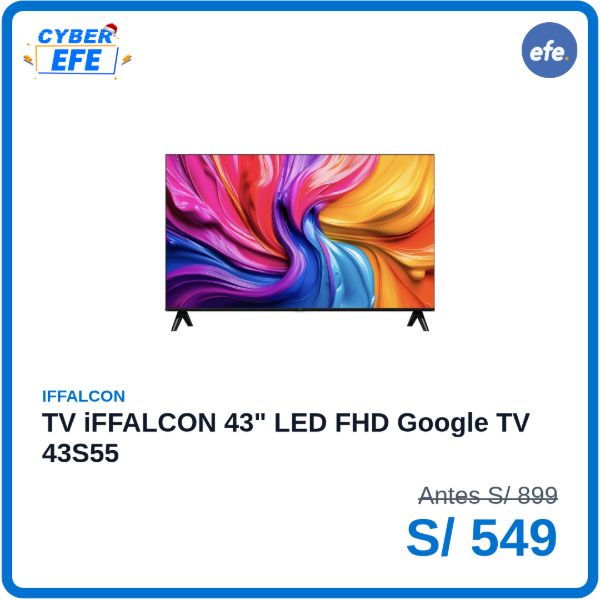 CYBER
EFE
efe.
IFFALCON
TV iFFALCON 43" LED FHD Google TV
43S55
Antes S/ 899
S/ 549